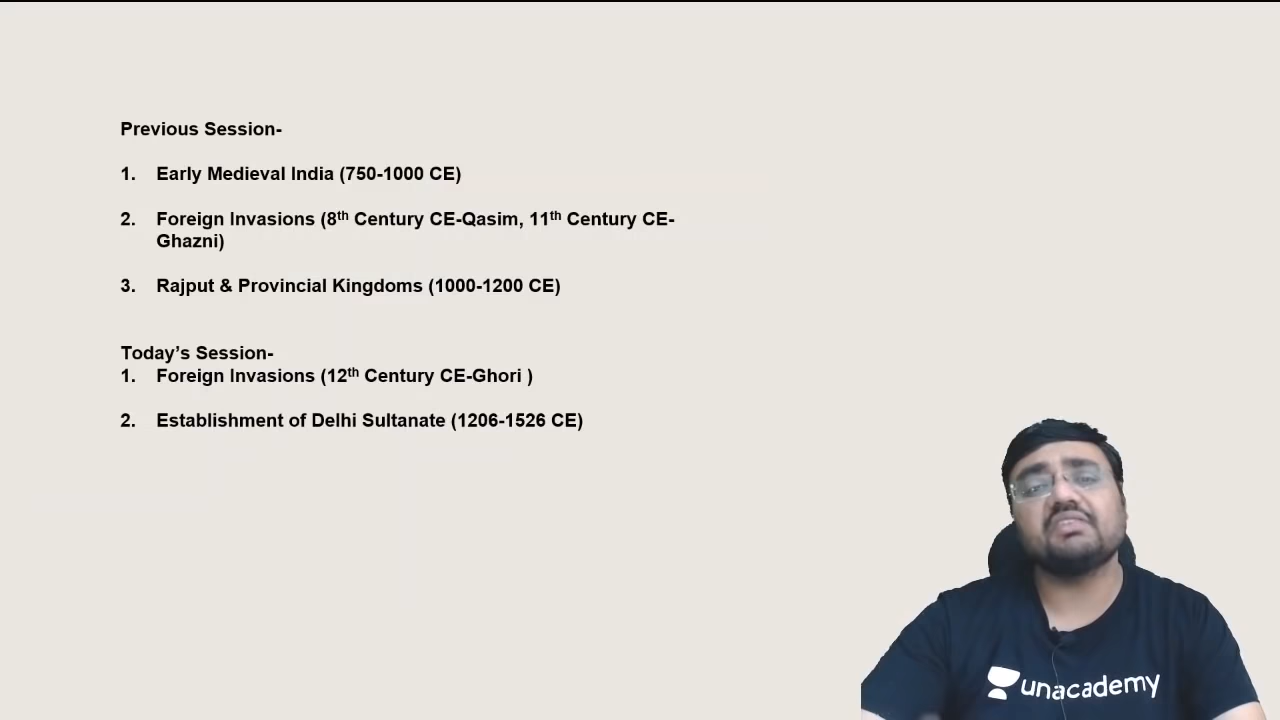 Previous Session-
1. Early Medieval India (750-1000 CE)
2. Foreign Invasions (8th Century CE-Qasim, 11th Century CE-
Ghazni)
3. Rajput & Provincial Kingdoms (1000-1200 CE)
Today’s Session-
1. Foreign Invasions (12th Century CE-Ghori )
2. Establishment of Delhi Sultanate (1206-1526 CE)
unacademy